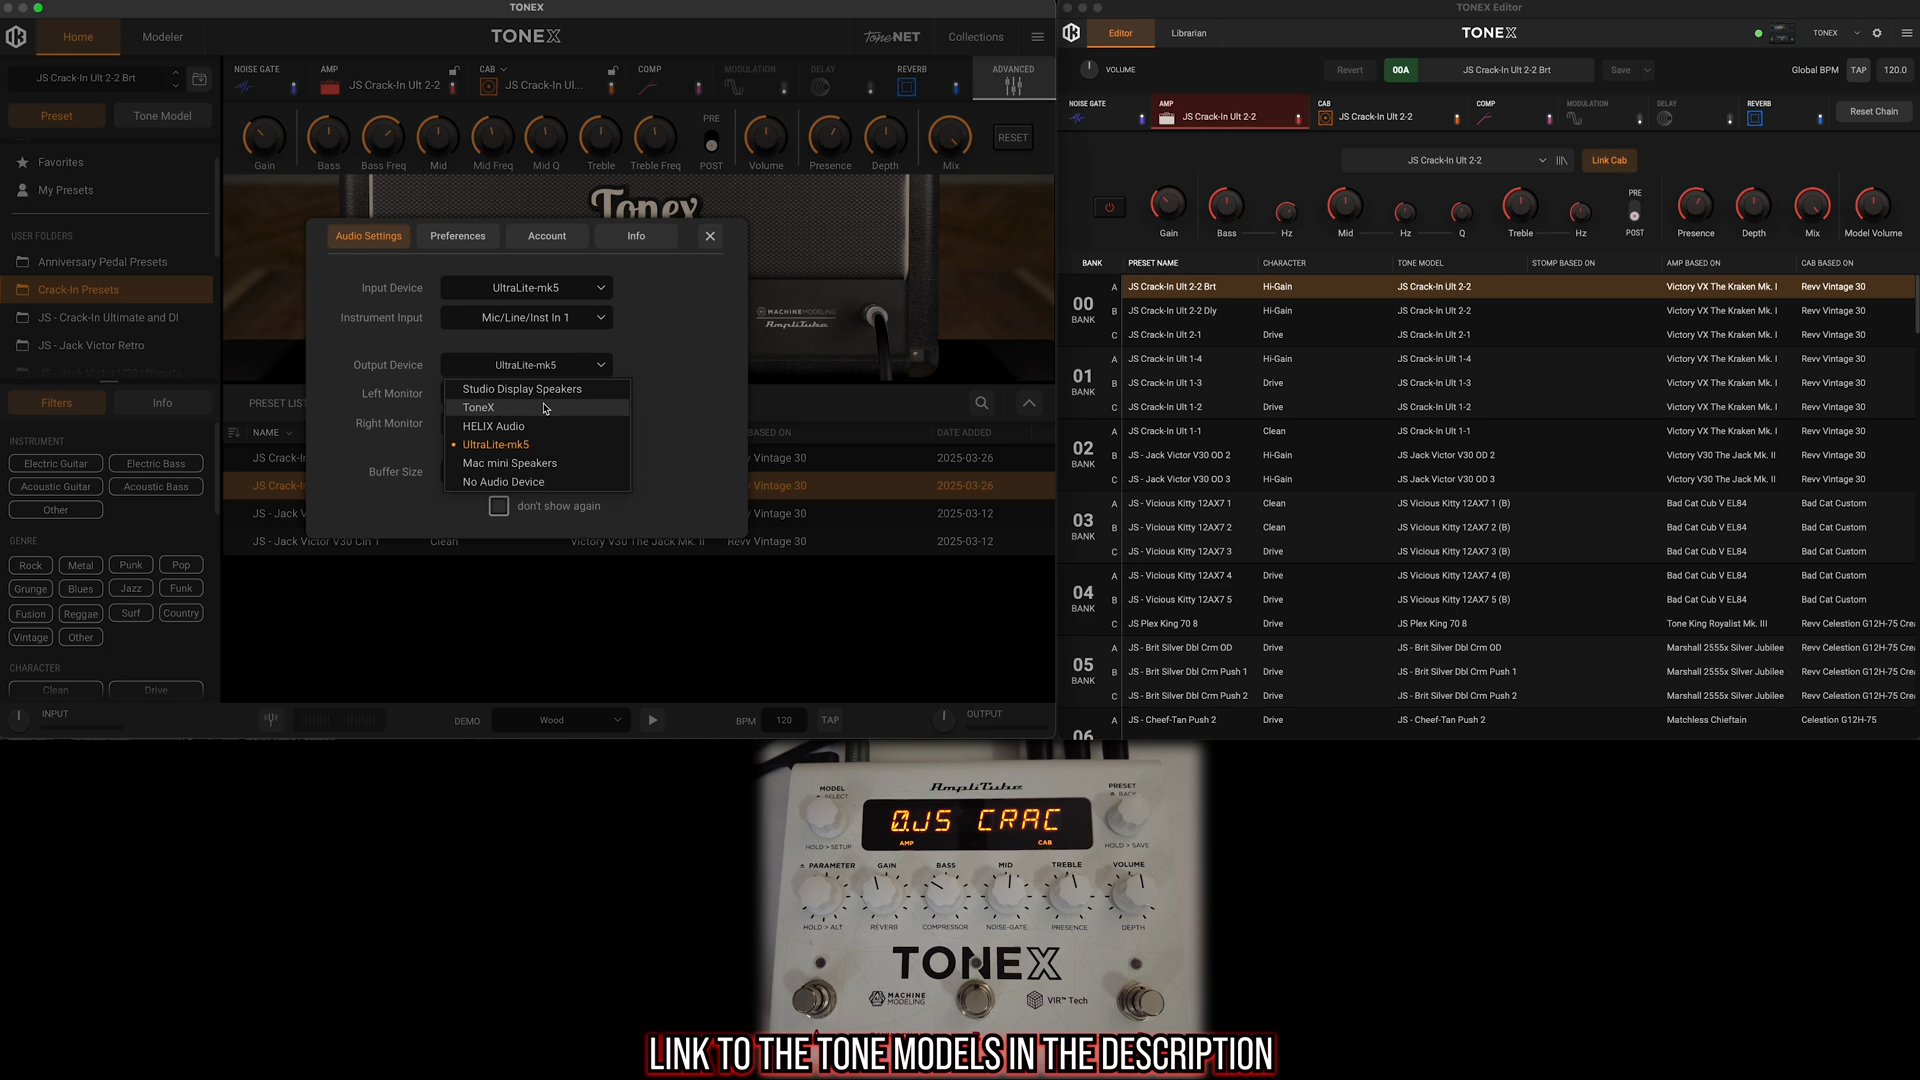 TONEX
Home
Modeler
TONEX
ToneNET
Collections
JS Crack-In Ult 2-2 Brt
Preset
Tone Model
Favorites
My Presets
USER FOLDERS
Anniversary Pedal Presets
Crack-In Presets
JS - Crack-In Ultimate and DI
JS - Jack Victor Retro
JS - Jack Victor V30 Ultimate
Filters
Info
INSTRUMENT
Electric Guitar
Electric Bass
Acoustic Guitar
Acoustic Bass
Other
GENRE
Rock
Metal
Punk
Pop
Grunge
Blues
Jazz
Funk
Fusion
Reggae
Surf
Country
Vintage
Other
CHARACTER
Clean
Drive
NOISE GATE
AMP
JS Crack-In Ult 2-2
CAB
JS Crack-In Ul...
COMP
MODULATION
DELAY
REVERB
ADVANCED
Gain
Bass
Bass Freq
Mid
Mid Freq
Mid Q
Treble
Treble Freq
PRE
POST
Volume
Presence
Depth
Mix
RESET
Tonex
MACHINE MODELING
AmpliTube
Audio Settings
Preferences
Account
Info
Input Device
UltraLite-mk5
Instrument Input
Mic/Line/Inst In 1
Output Device
UltraLite-mk5
Left Monitor
Right Monitor
Buffer Size
Studio Display Speakers
ToneX
HELIX Audio
UltraLite-mk5
Mac mini Speakers
No Audio Device
don't show again
PRESET LIST
NAME
BASED ON
DATE ADDED
JS Crack-I
Vintage 30
2025-03-26
JS Crack-I
Vintage 30
2025-03-26
JS - Jack V
Vintage 30
2025-03-12
JS - Jack Victor V30 Cln 1
Clean
Victory V30 The Jack Mk. II
Revv Vintage 30
2025-03-12
INPUT
DEMO
Wood
BPM
120
TAP
OUTPUT
TONEX Editor
Editor
Librarian
TONEX
TONEX
VOLUME
Revert
00A
JS Crack-In Ult 2-2 Brt
Save
Global BPM
TAP
120.0
NOISE GATE
AMP
JS Crack-In Ult 2-2
CAB
JS Crack-In Ult 2-2
COMP
MODULATION
DELAY
REVERB
Reset Chain
JS Crack-In Ult 2-2
Link Cab
Gain
Bass
Hz
Mid
Hz
Q
Treble
Hz
PRE
POST
Presence
Depth
Mix
Model Volume
BANK PRESET NAME CHARACTER TONE MODEL STOMP BASED ON AMP BASED ON CAB BASED ON
00 BANK
A JS Crack-In Ult 2-2 Brt Hi-Gain JS Crack-In Ult 2-2 Victory VX The Kraken Mk. I Revv Vintage 30
B JS Crack-In Ult 2-2 Dly Hi-Gain JS Crack-In Ult 2-2 Victory VX The Kraken Mk. I Revv Vintage 30
C JS Crack-In Ult 2-1 Drive JS Crack-In Ult 2-1 Victory VX The Kraken Mk. I Revv Vintage 30
01 BANK
A JS Crack-In Ult 1-4 Hi-Gain JS Crack-In Ult 1-4 Victory VX The Kraken Mk. I Revv Vintage 30
B JS Crack-In Ult 1-3 Drive JS Crack-In Ult 1-3 Victory VX The Kraken Mk. I Revv Vintage 30
C JS Crack-In Ult 1-2 Drive JS Crack-In Ult 1-2 Victory VX The Kraken Mk. I Revv Vintage 30
02 BANK
A JS Crack-In Ult 1-1 Clean JS Crack-In Ult 1-1 Victory VX The Kraken Mk. I Revv Vintage 30
B JS - Jack Victor V30 OD 2 Hi-Gain JS Jack Victor V30 OD 2 Victory V30 The Jack Mk. II Revv Vintage 30
C JS - Jack Victor V30 OD 3 Hi-Gain JS Jack Victor V30 OD 3 Victory V30 The Jack Mk. II Revv Vintage 30
03 BANK
A JS - Vicious Kitty 12AX7 1 Clean JS - Vicious Kitty 12AX7 1 (B) Bad Cat Cub V EL84 Bad Cat Custom
B JS - Vicious Kitty 12AX7 2 Clean JS - Vicious Kitty 12AX7 2 (B) Bad Cat Cub V EL84 Bad Cat Custom
C JS - Vicious Kitty 12AX7 3 Drive JS - Vicious Kitty 12AX7 3 (B) Bad Cat Cub V EL84 Bad Cat Custom
04 BANK
A JS - Vicious Kitty 12AX7 4 Drive JS - Vicious Kitty 12AX7 4 (B) Bad Cat Cub V EL84 Bad Cat Custom
B JS - Vicious Kitty 12AX7 5 Drive JS Vicious Kitty 12AX7 5 (B) Bad Cat Cub V EL84 Bad Cat Custom
C JS Plex King 70 8 Drive JS Plex King 70 8 Tone King Royalist Mk. III Revv Celestion G12H-75 Crea
05 BANK
A JS - Brit Silver Dbl Crm OD Drive JS - Brit Silver Dbl Crm OD Marshall 2555x Silver Jubilee Revv Celestion G12H-75 Crea
B JS - Brit Silver Dbl Crm Push 1 Drive JS - Brit Silver Dbl Crm Push 1 Marshall 2555x Silver Jubilee Revv Celestion G12H-75 Crea
C JS - Brit Silver Dbl Crm Push 2 Drive JS - Brit Silver Dbl Crm Push 2 Marshall 2555x Silver Jubilee Revv Celestion G12H-75 Crea
06
A JS - Cheef-Tan Push 2 Drive JS - Cheef-Tan Push 2 Matchless Chieftain Celestion G12H-75
AmpliTube
MODEL
SELECT
HOLD > SETUP
0.JS CRAC
AMP
CAB
PRESET
BACK
HOLD > SAVE
PARAMETER
GAIN
BASS
MID
TREBLE
VOLUME
HOLD > ALT
REVERB
COMPRESSOR
NOISE-GATE
PRESENCE
DEPTH
TONEX
MACHINE MODELING
VIR™ Tech
LINK TO THE TONE MODELS IN THE DESCRIPTION